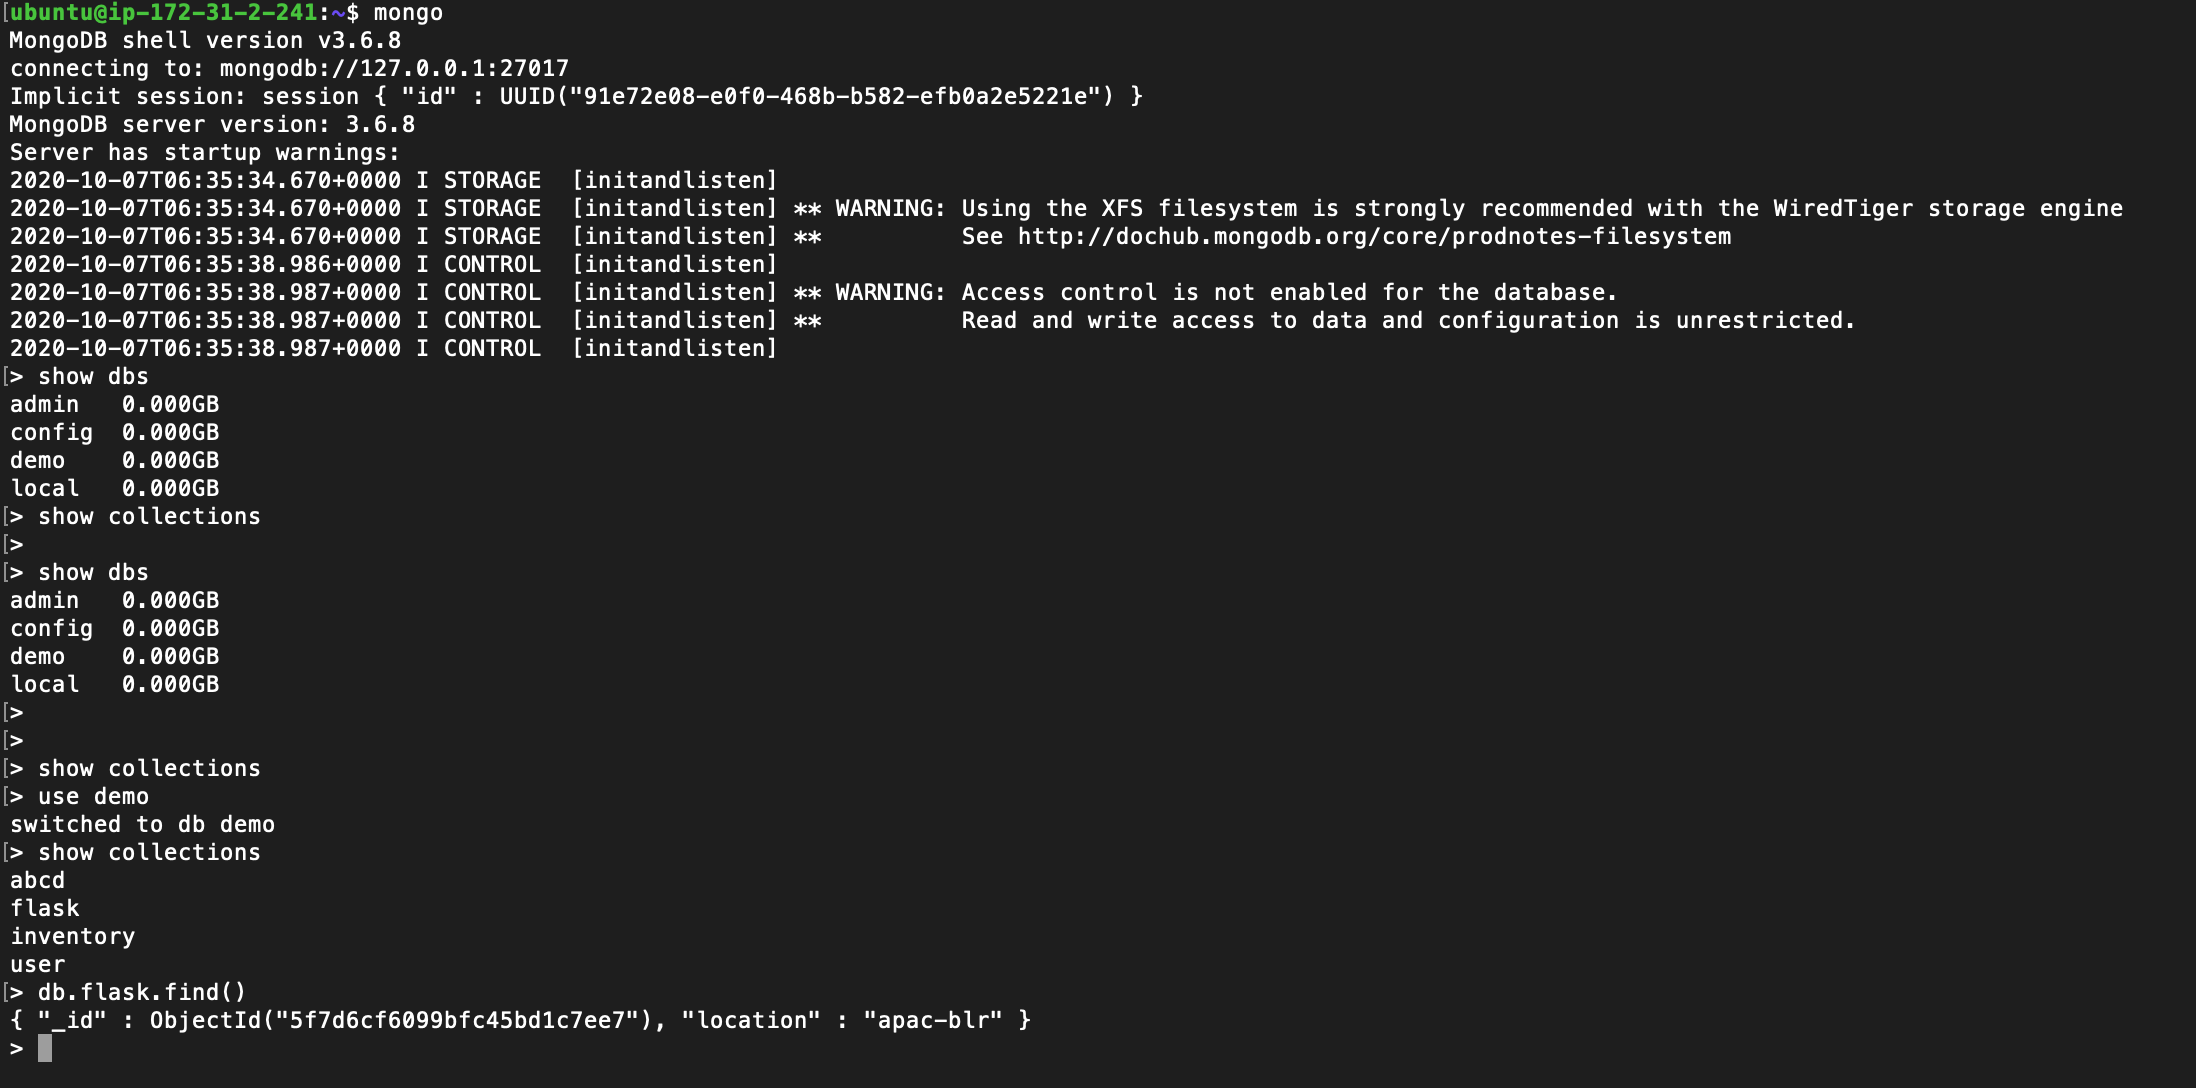 [ubuntu@ip-172-31-2-241:~$ mongo
MongoDB shell version v3.6.8
connecting to: mongodb://127.0.0.1:27017
Implicit session: session { "id" : UUID("91e72e08-e0f0-468b-b582-efb0a2e5221e") }
MongoDB server version: 3.6.8
Server has startup warnings:
2020-10-07T06:35:34.670+0000 I STORAGE  [initandlisten]
2020-10-07T06:35:34.670+0000 I STORAGE  [initandlisten] ** WARNING: Using the XFS filesystem is strongly recommended with the WiredTiger storage engine
2020-10-07T06:35:34.670+0000 I STORAGE  [initandlisten] **          See http://dochub.mongodb.org/core/prodnotes-filesystem
2020-10-07T06:35:38.986+0000 I CONTROL  [initandlisten]
2020-10-07T06:35:38.987+0000 I CONTROL  [initandlisten] ** WARNING: Access control is not enabled for the database.
2020-10-07T06:35:38.987+0000 I CONTROL  [initandlisten] **          Read and write access to data and configuration is unrestricted.
2020-10-07T06:35:38.987+0000 I CONTROL  [initandlisten]
[> show dbs
admin   0.000GB
config  0.000GB
demo    0.000GB
local   0.000GB
[> show collections
[>
[> show dbs
admin   0.000GB
config  0.000GB
demo    0.000GB
local   0.000GB
[>
[>
[> show collections
[> use demo
switched to db demo
[> show collections
abcd
flask
inventory
user
[> db.flask.find()
{ "_id" : ObjectId("5f7d6cf6099bfc45bd1c7ee7"), "location" : "apac-blr" }
>